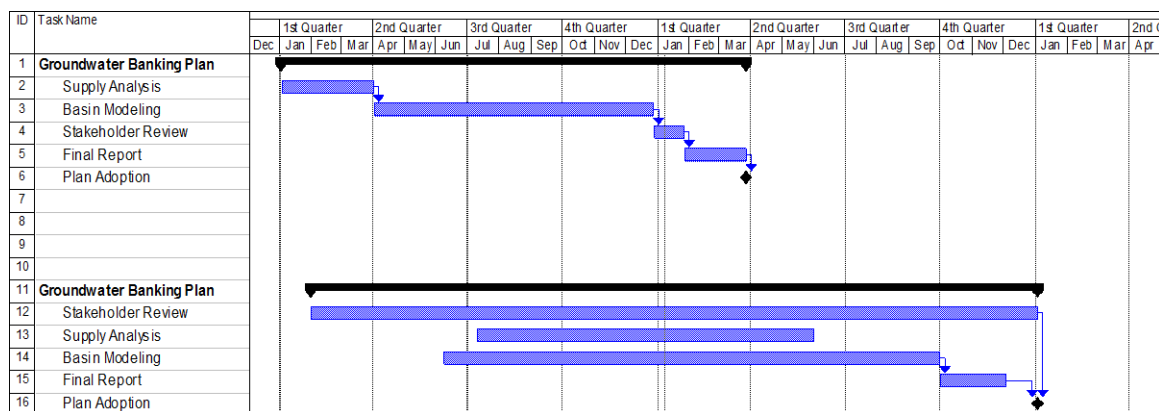 ID Task Name 1st Quarter 2nd Quarter 3rd Quarter 4th Quarter 1st Quarter 2nd Quarter 3rd Quarter 4th Quarter 1st Quarter 2nd Q
Dec Jan Feb Mar Apr May Jun Jul Aug Sep Oct Nov Dec Jan Feb Mar Apr May Jun Jul Aug Sep Oct Nov Dec Jan Feb Mar Apr
1 Groundwater Banking Plan
2 Supply Analysis
3 Basin Modeling
4 Stakeholder Review
5 Final Report
6 Plan Adoption
7
8
9
10
11 Groundwater Banking Plan
12 Stakeholder Review
13 Supply Analysis
14 Basin Modeling
15 Final Report
16 Plan Adoption